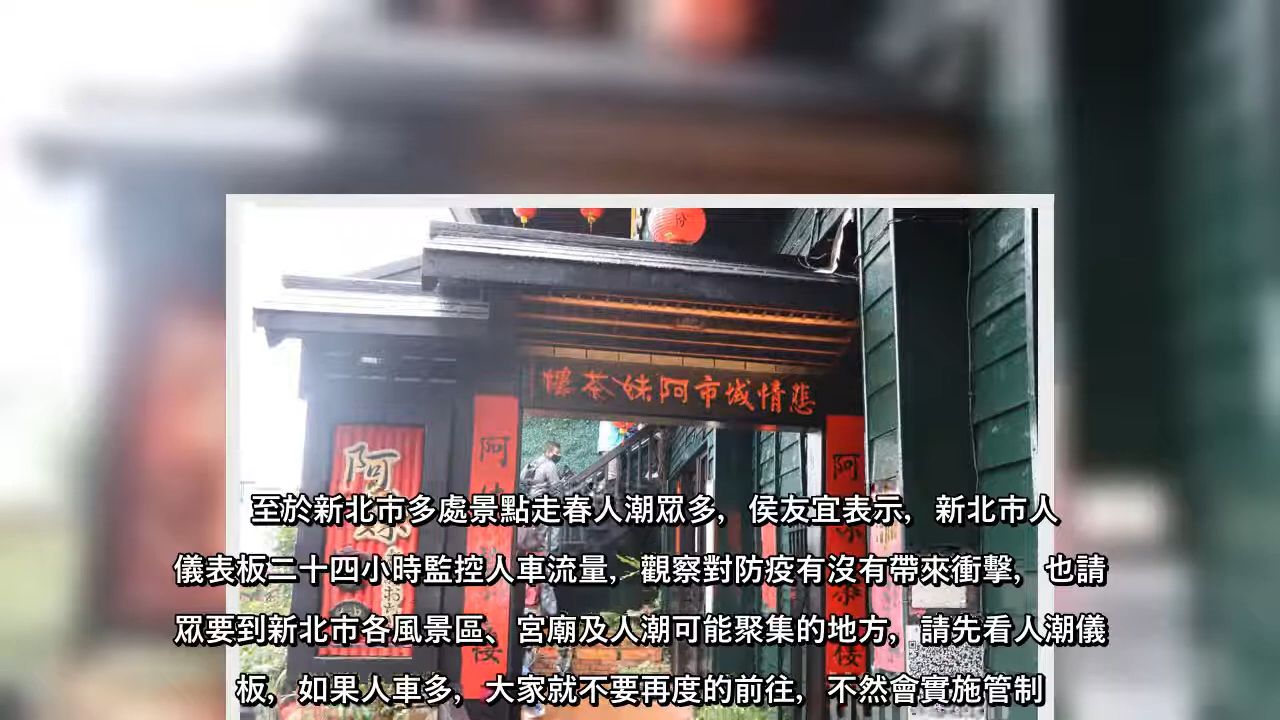 悲情城市阿妹茶樓
阿
阿
楼
至於新北市多處景點走春人潮眾多，侯友宜表示，新北市人
儀表板二十四小時監控人車流量，觀察對防疫有沒有帶來衝擊，也請
眾要到新北市各風景區、宮廟及人潮可能聚集的地方，請先看人潮儀
板，如果人車多，大家就不要再度的前往，不然會實施管制